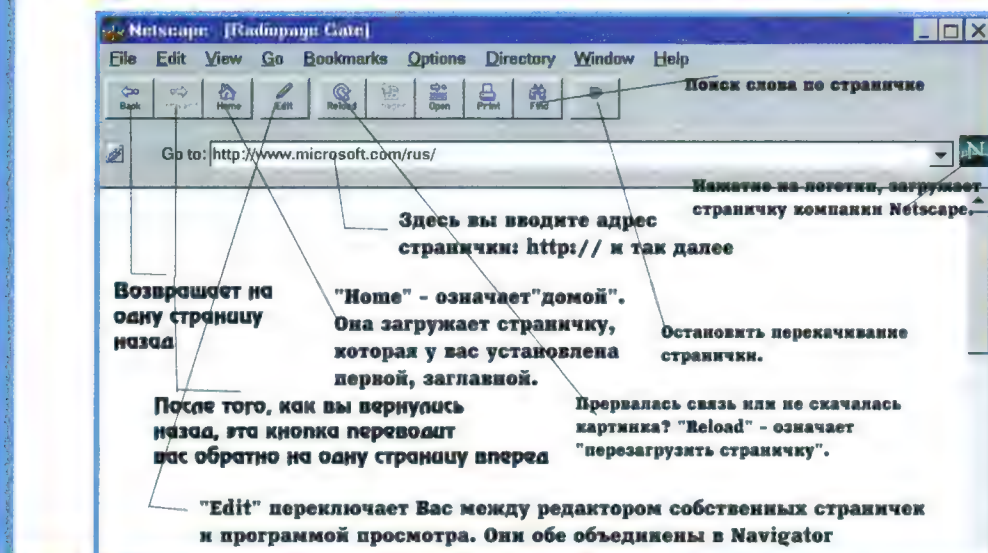 Netscape - [Radiopage Gate]
File Edit View Go Bookmarks Options Directory Window Help
Back Home Edit Reload Open Print Find
Поиск слова по страничке
Go to: http://www.microsoft.com/rus/
N
Нажатие на логотип, загружает
страничку компании Netscape.
Здесь вы вводите адрес
странички: http:// и так далее
Возвращает на
одну страницу
назад
"Home" - означает"домой".
Она загружает страничку,
которая у вас установлена
первой, заглавной.
Остановить перекачивание
странички.
После того, как вы вернулись
назад, эта кнопка переводит
вас обратно на одну страницу вперед
Прервалась связь или не скачалась
картинка? "Reload" - означает
"перезагрузить страничку".
"Edit" переключает Вас между редактором собственных страничек
и программой просмотра. Они обе объединены в Navigator